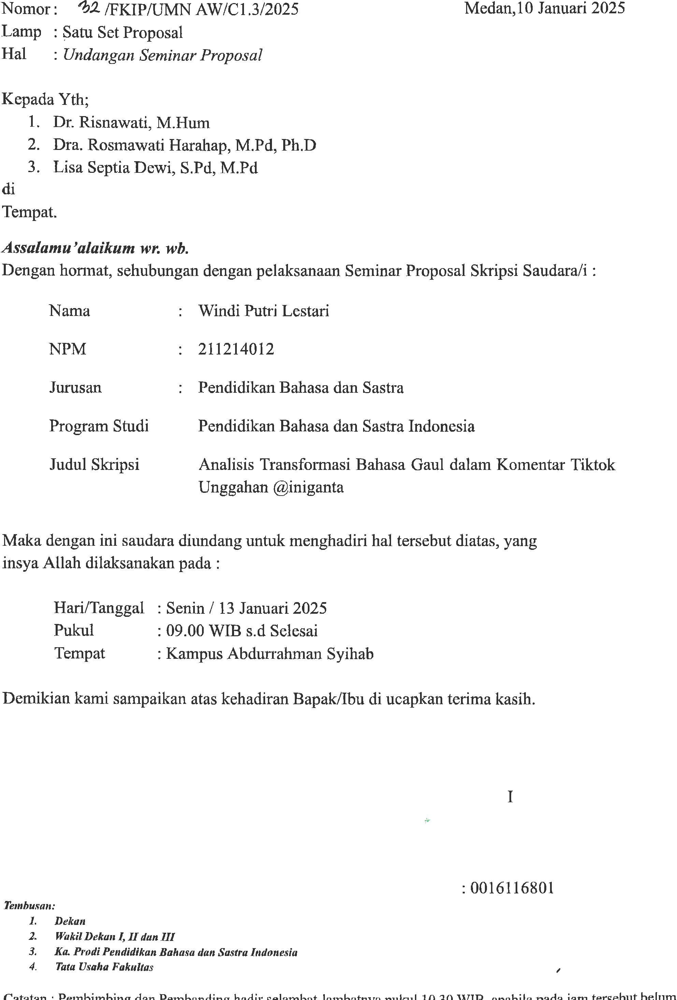 Nomor : 32 /FKIP/UMN AW/C1.3/2025 Medan,10 Januari 2025
Lamp : Satu Set Proposal
Hal : Undangan Seminar Proposal
Kepada Yth;
1. Dr. Risnawati, M.Hum
2. Dra. Rosmawati Harahap, M.Pd, Ph.D
3. Lisa Septia Dewi, S.Pd, M.Pd
di
Tempat.
Assalamu'alaikum wr. wb.
Dengan hormat, sehubungan dengan pelaksanaan Seminar Proposal Skripsi Saudara/i :
Nama : Windi Putri Lestari
NPM : 211214012
Jurusan : Pendidikan Bahasa dan Sastra
Program Studi Pendidikan Bahasa dan Sastra Indonesia
Judul Skripsi Analisis Transformasi Bahasa Gaul dalam Komentar Tiktok
Unggahan @iniganta
Maka dengan ini saudara diundang untuk menghadiri hal tersebut diatas, yang
insya Allah dilaksanakan pada :
Hari/Tanggal : Senin / 13 Januari 2025
Pukul : 09.00 WIB s.d Selesai
Tempat : Kampus Abdurrahman Syihab
Demikian kami sampaikan atas kehadiran Bapak/Ibu di ucapkan terima kasih.
I
: 0016116801
Tembusan:
1. Dekan
2. Wakil Dekan I, II dan III
3. Ka. Prodi Pendidikan Bahasa dan Sastra Indonesia
4. Tata Usaha Fakultas
Catatan : Pembimbing dan Pembanding hadir selambat-lambatnya pukul 10.30 WIB, apabila pada jam tersebut belum